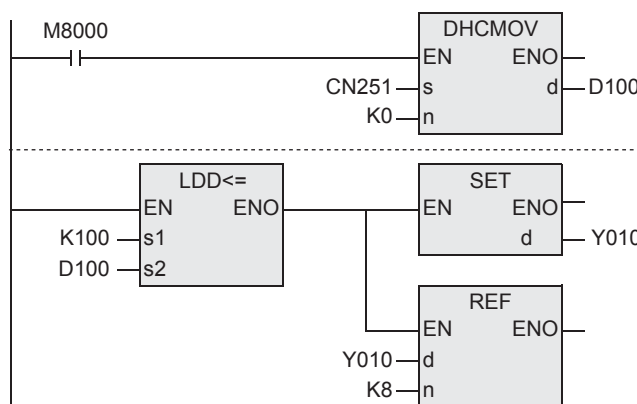 M8000
DHCMOV
EN ENO
CN251 s d D100
K0 n
LDD<=
EN ENO
K100 s1
D100 s2
SET
EN ENO
d Y010
REF
EN ENO
Y010 d
K8 n